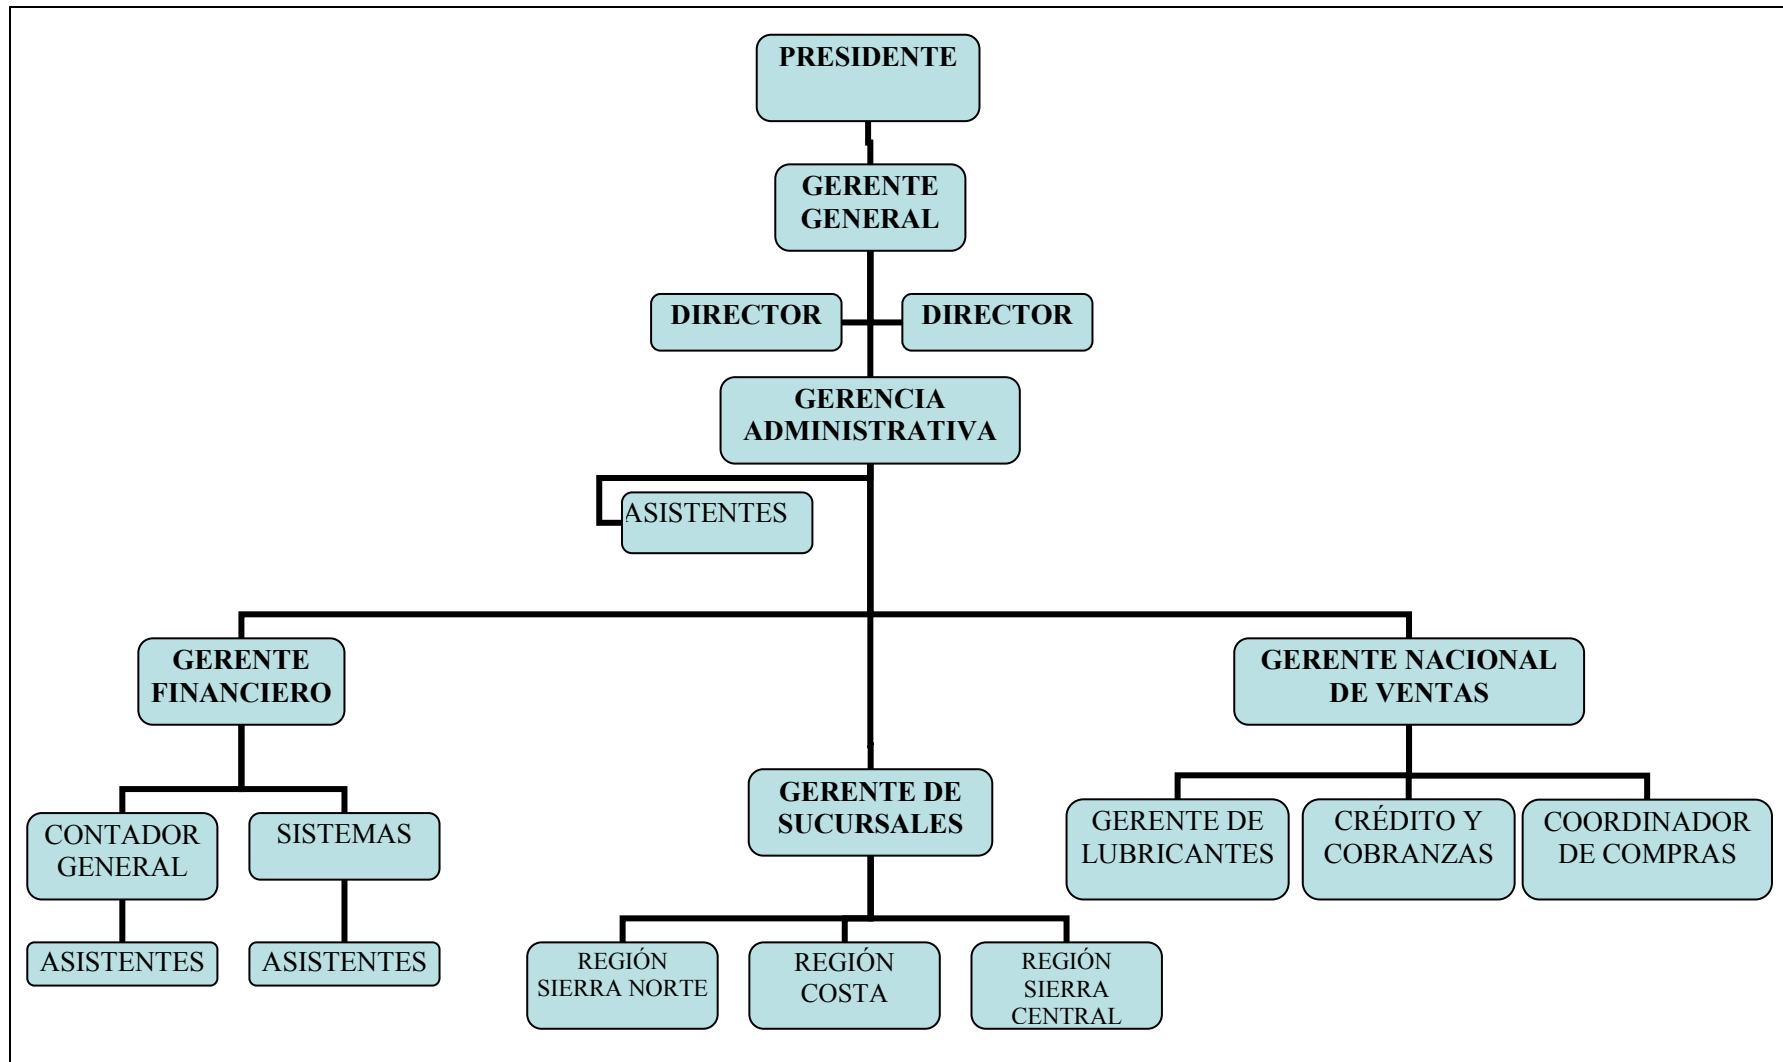 PRESIDENTE
GERENTE
GENERAL
DIRECTOR
DIRECTOR
GERENCIA
ADMINISTRATIVA
ASISTENTES
GERENTE
FINANCIERO
GERENTE NACIONAL
DE VENTAS
GERENTE DE
SUCURSALES
CONTADOR
GENERAL
SISTEMAS
GERENTE DE
LUBRICANTES
CRÉDITO Y
COBRANZAS
COORDINADOR
DE COMPRAS
ASISTENTES
ASISTENTES
REGIÓN
SIERRA NORTE
REGIÓN
COSTA
REGIÓN
SIERRA
CENTRAL